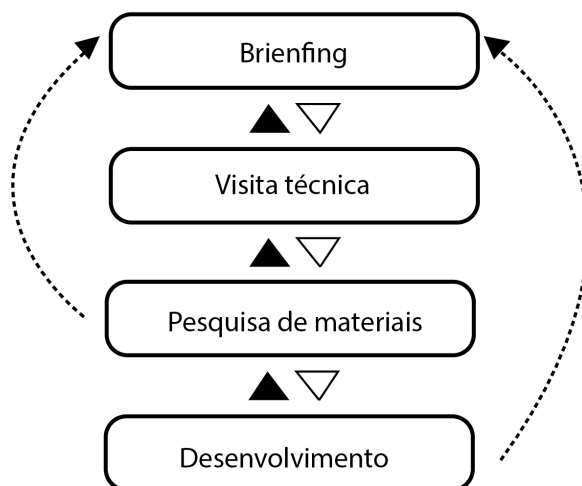 Brienfing
Visita técnica
Pesquisa de materiais
Desenvolvimento